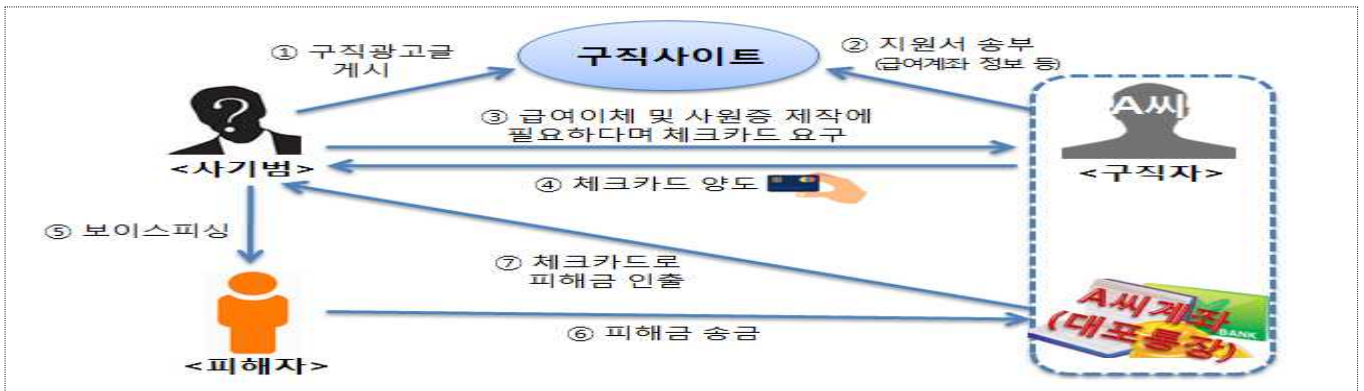 ① 구직광고글
게시
구직사이트
② 지원서 송부
(급여계좌 정보 등)
A씨
③ 급여이체 및 사원증 제작에
필요하다며 체크카드 요구
<사기범>
<구직자>
④ 체크카드 양도
⑤ 보이스피싱
⑦ 체크카드로
피해금 인출
A씨계좌
(대포통장)
BANK
⑥ 피해금 송금
<피해자>